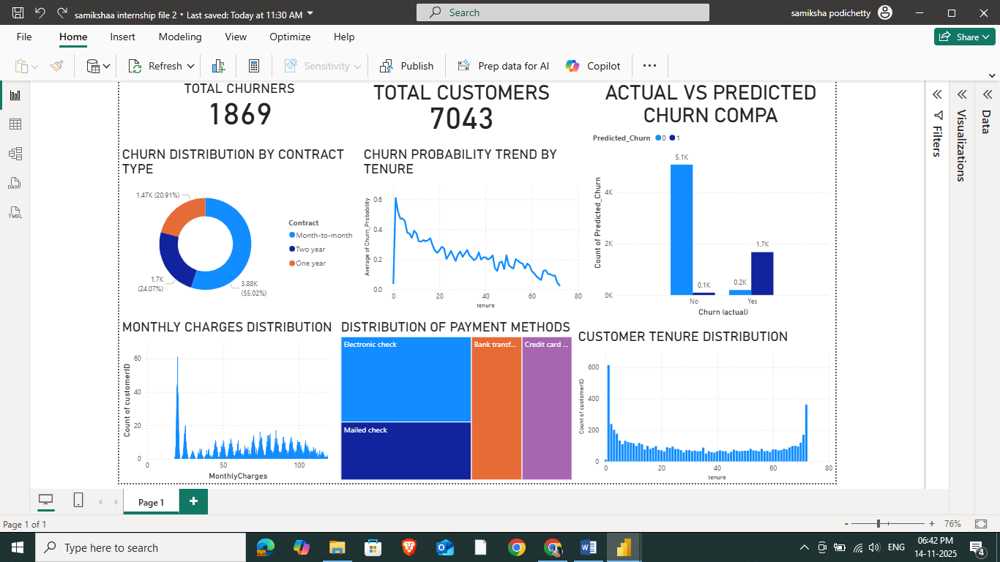 samikshaa internship file 2 • Last saved: Today at 11:30 AM
Search
samiksha podichetty
File Home Insert Modeling View Optimize Help
Share
Refresh
Sensitivity
Publish
Prep data for AI
Copilot
TOTAL CHURNERS
1869
TOTAL CUSTOMERS
7043
ACTUAL VS PREDICTED
CHURN COMPA
Predicted_Churn 0 1
5.1K
0.1K
0.2K
1.7K
4K
2K
0K
Count of Predicted_Churn
No Yes
Churn (actual)
CHURN DISTRIBUTION BY CONTRACT
TYPE
1.47K (20.91%)
1.7K
(24.07%)
3.88K
(55.02%)
Contract
Month-to-month
Two year
One year
CHURN PROBABILITY TREND BY
TENURE
Average of Churn_Probability
0.6
0.4
0.2
0.0
0 20 40 60 80
tenure
MONTHLY CHARGES DISTRIBUTION
Count of customerID
60
40
20
0
0 50 100
MonthlyCharges
DISTRIBUTION OF PAYMENT METHODS
Electronic check
Mailed check
Bank transf...
Credit card ...
CUSTOMER TENURE DISTRIBUTION
Count of customerID
600
400
200
0
0 20 40 60 80
tenure
Filters
Visualizations
Data
DAX
TMDL
Page 1
Page 1 of 1
- + 76%
Type here to search
ENG
06:42 PM
14-11-2025
4